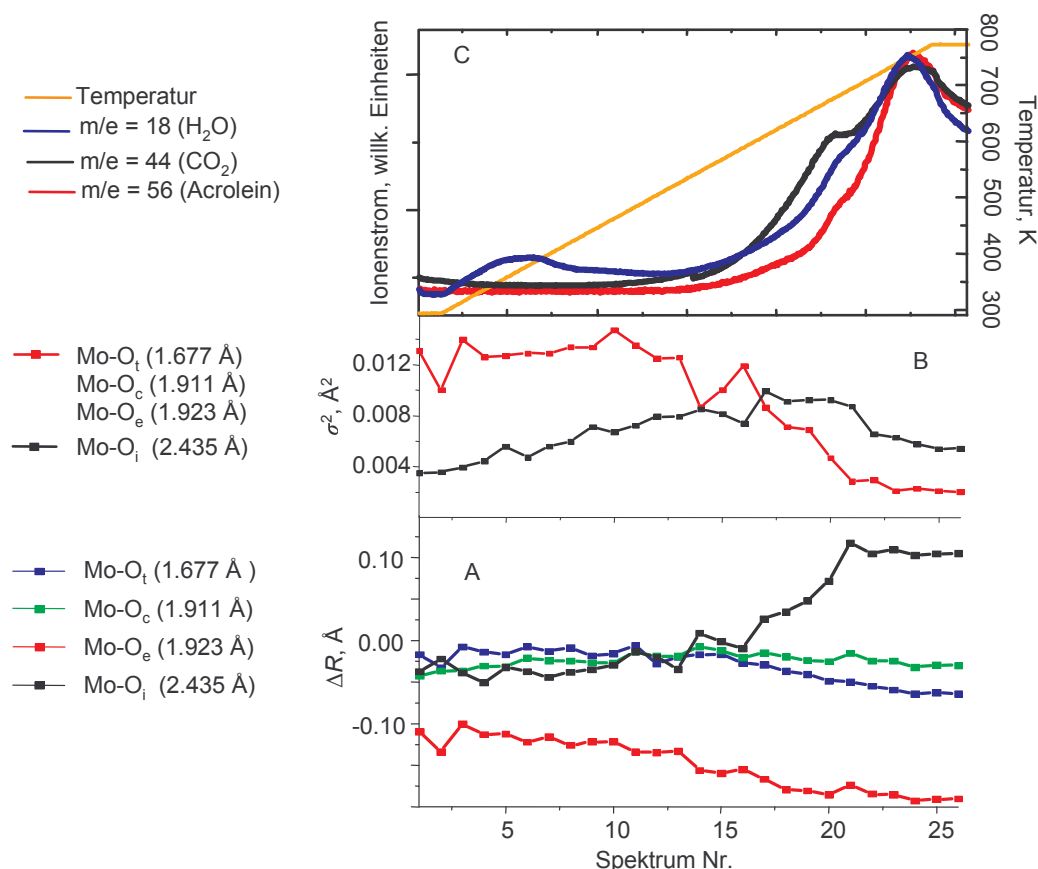 Temperatur
m/e = 18 (H₂O)
m/e = 44 (CO₂)
m/e = 56 (Acrolein)
Ionenstrom, willk. Einheiten
C
800
700
600
500
400
300
Temperatur, K
Mo-Oₜ (1.677 Å)
Mo-O꜀ (1.911 Å)
Mo-Oₑ (1.923 Å)
Mo-Oᵢ (2.435 Å)
σ², Å²
0.012
0.008
0.004
B
Mo-Oₜ (1.677 Å )
Mo-O꜀ (1.911 Å)
Mo-Oₑ (1.923 Å)
Mo-Oᵢ (2.435 Å)
ΔR, Å
0.10
0.00
-0.10
A
5 10 15 20 25
Spektrum Nr.